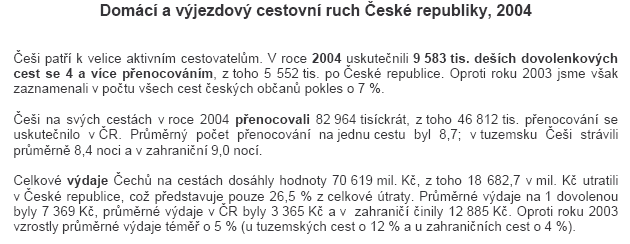 Domácí a výjezdový cestovní ruch České republiky, 2004
Češi patří k velice aktivním cestovatelům. V roce 2004 uskutečnili 9 583 tis. deších dovolenkových
cest se 4 a více přenocováním, z toho 5 552 tis. po České republice. Oproti roku 2003 jsme však
zaznamenali v počtu všech cest českých občanů pokles o 7 %.
Češi na svých cestách v roce 2004 přenocovali 82 964 tisíckrát, z toho 46 812 tis. přenocování se
uskutečnilo v ČR. Průměrný počet přenocování na jednu cestu byl 8,7; v tuzemsku Češi strávili
průměrně 8,4 noci a v zahraniční 9,0 nocí.
Celkové výdaje Čechů na cestách dosáhly hodnoty 70 619 mil. Kč, z toho 18 682,7 v mil. Kč utratili
v České republice, což představuje pouze 26,5 % z celkové útraty. Průměrné výdaje na 1 dovolenou
byly 7 369 Kč, průměrné výdaje v ČR byly 3 365 Kč a v zahraničí činily 12 885 Kč. Oproti roku 2003
vzrostly průměrné výdaje téměř o 5 % (u tuzemských cest o 12 % a u zahraničních cest o 4 %).